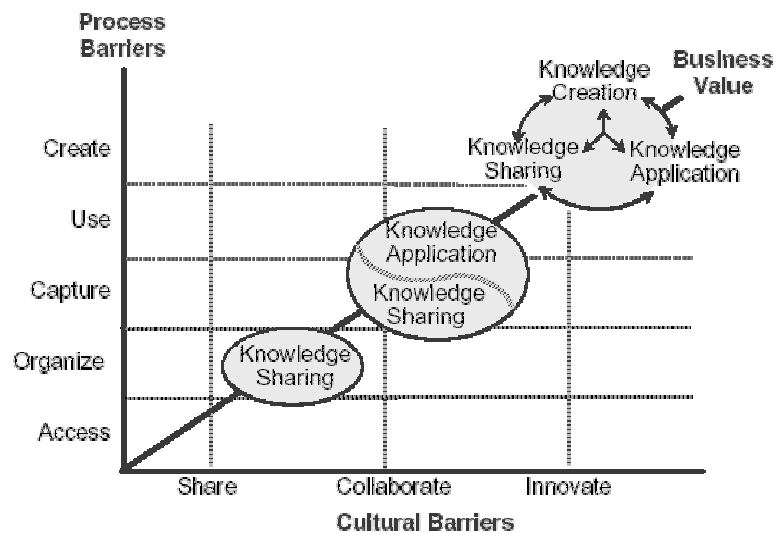 Process
Barriers
Business
Value
Knowledge
Creation
Knowledge
Sharing
Knowledge
Application
Create
Use
Capture
Organize
Access
Knowledge
Application
Knowledge
Sharing
Knowledge
Sharing
Share
Collaborate
Innovate
Cultural Barriers